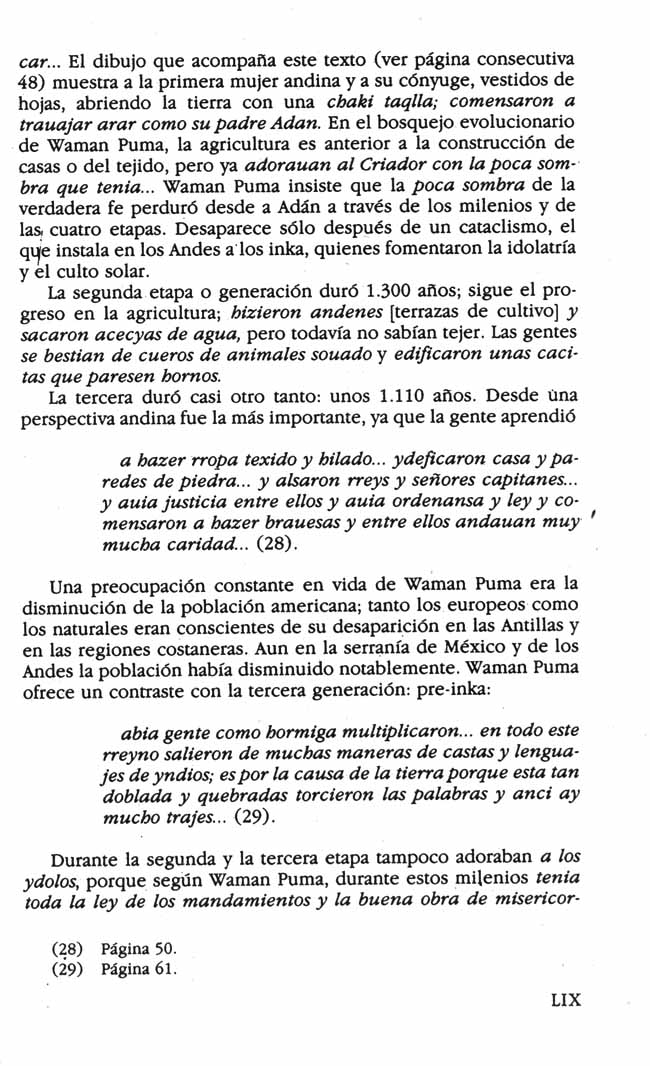 car... El dibujo que acompaña este texto (ver página consecutiva
48) muestra a la primera mujer andina y a su cónyuge, vestidos de
hojas, abriendo la tierra con una chaki taqlla; comensaron a
trauajar arar como su padre Adan. En el bosquejo evolucionario
de Waman Puma, la agricultura es anterior a la construcción de
casas o del tejido, pero ya adorauan al Criador con la poca som-
bra que tenia... Waman Puma insiste que la poca sombra de la
verdadera fe perduró desde a Adán a través de los milenios y de
las cuatro etapas. Desaparece sólo después de un cataclismo, el
que instala en los Andes a los inka, quienes fomentaron la idolatría
y el culto solar.
La segunda etapa o generación duró 1.300 años; sigue el pro-
greso en la agricultura; hizieron andenes [terrazas de cultivo] y
sacaron acecyas de agua, pero todavía no sabían tejer. Las gentes
se bestian de cueros de animales souado y edificaron unas caci-
tas que paresen hornos.
La tercera duró casi otro tanto: unos 1.110 años. Desde una
perspectiva andina fue la más importante, ya que la gente aprendió
a hazer rropa texido y hilado... ydeficaron casa y pa-
redes de piedra... y alsaron rreys y señores capitanes...
y auia justicia entre ellos y auia ordenansa y ley y co-
mensaron a hazer brauesas y entre ellos andauan muy
mucha caridad... (28).
Una preocupación constante en vida de Waman Puma era la
disminución de la población americana; tanto los europeos como
los naturales eran conscientes de su desaparición en las Antillas y
en las regiones costaneras. Aun en la serranía de México y de los
Andes la población había disminuido notablemente. Waman Puma
ofrece un contraste con la tercera generación: pre-inka:
abia gente como hormiga multiplicaron... en todo este
rreyno salieron de muchas maneras de castas y lengua-
jes de yndios; es por la causa de la tierra porque esta tan
doblada y quebradas torcieron las palabras y anci ay
mucho trajes... (29).
Durante la segunda y la tercera etapa tampoco adoraban a los
ydolos, porque según Waman Puma, durante estos milenios tenia
toda la ley de los mandamientos y la buena obra de misericor-
(28) Página 50.
(29) Página 61.
LIX